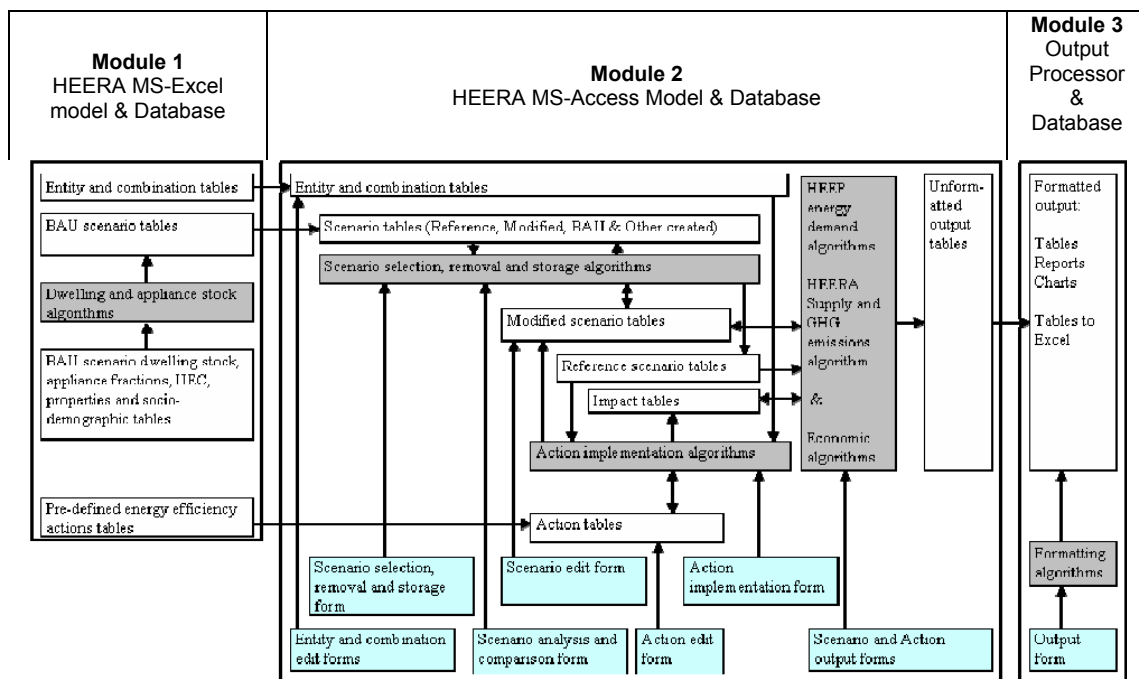 Module 1
HEERA MS-Excel
model & Database
Module 2
HEERA MS-Access Model & Database
Module 3
Output
Processor
&
Database
Entity and combination tables
BAU scenario tables
Dwelling and appliance stock
algorithms
BAU scenario dwelling stock,
appliance fractions, UEC,
properties and socio-
demographic tables
Pre-defined energy efficiency
actions tables
Entity and combination tables
Scenario tables (Reference, Modified, BAU & Other created)
Scenario selection, removal and storage algorithms
Modified scenario tables
Reference scenario tables
Impact tables
Action implementation algorithms
Action tables
HEEP
energy
demand
algorithms
HEERA
Supply and
GHG
emissions
algorithm
&
Economic
algorithms
Unform-
atted
output
tables
Scenario selection,
removal and storage
form
Scenario edit form
Action
implementation form
Entity and combination
edit forms
Scenario analysis and
comparison form
Action edit
form
Scenario and Action
output forms
Formatted
output:
Tables
Reports
Charts
Tables to
Excel
Formatting
algorithms
Output
form